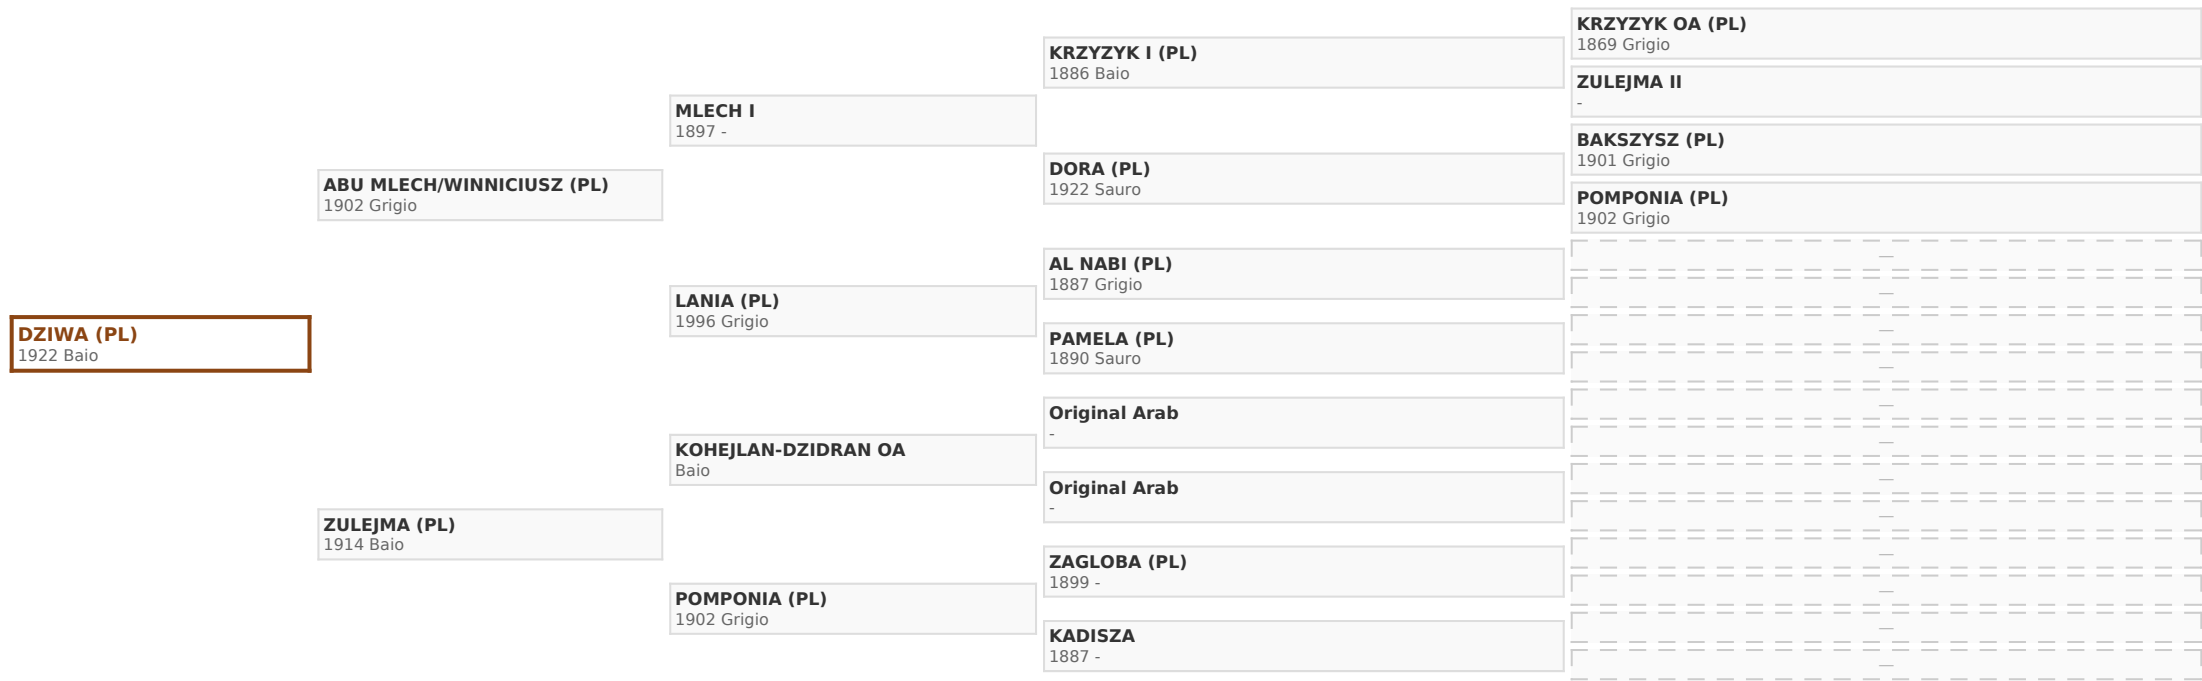 DZIWA (PL)
1922 Baio
ABU MLECH/WINNICIUSZ (PL)
1902 Grigio
ZULEJMA (PL)
1914 Baio
MLECH I
1897 -
LANIA (PL)
1996 Grigio
KOHEJLAN-DZIDRAN OA
Baio
POMPONIA (PL)
1902 Grigio
KRZYZYK I (PL)
1886 Baio
DORA (PL)
1922 Sauro
AL NABI (PL)
1887 Grigio
PAMELA (PL)
1890 Sauro
Original Arab
-
Original Arab
-
ZAGLOBA (PL)
1899 -
KADISZA
1887 -
KRZYZYK OA (PL)
1869 Grigio
ZULEJMA II
-
BAKSZYSZ (PL)
1901 Grigio
POMPONIA (PL)
1902 Grigio
—
—
—
—
—
—
—
—
—
—
—
—